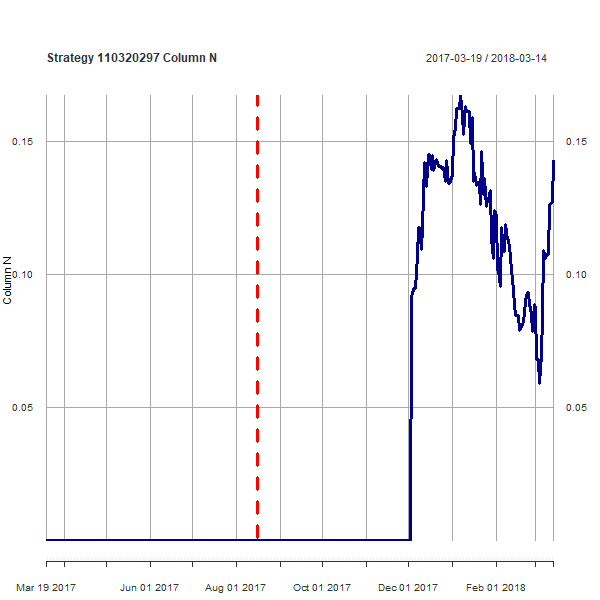 Strategy 110320297 Column N
2017-03-19 / 2018-03-14
0.15
0.15
0.10
0.10
Column N
0.05
0.05
Mar 19 2017
Jun 01 2017
Aug 01 2017
Oct 01 2017
Dec 01 2017
Feb 01 2018